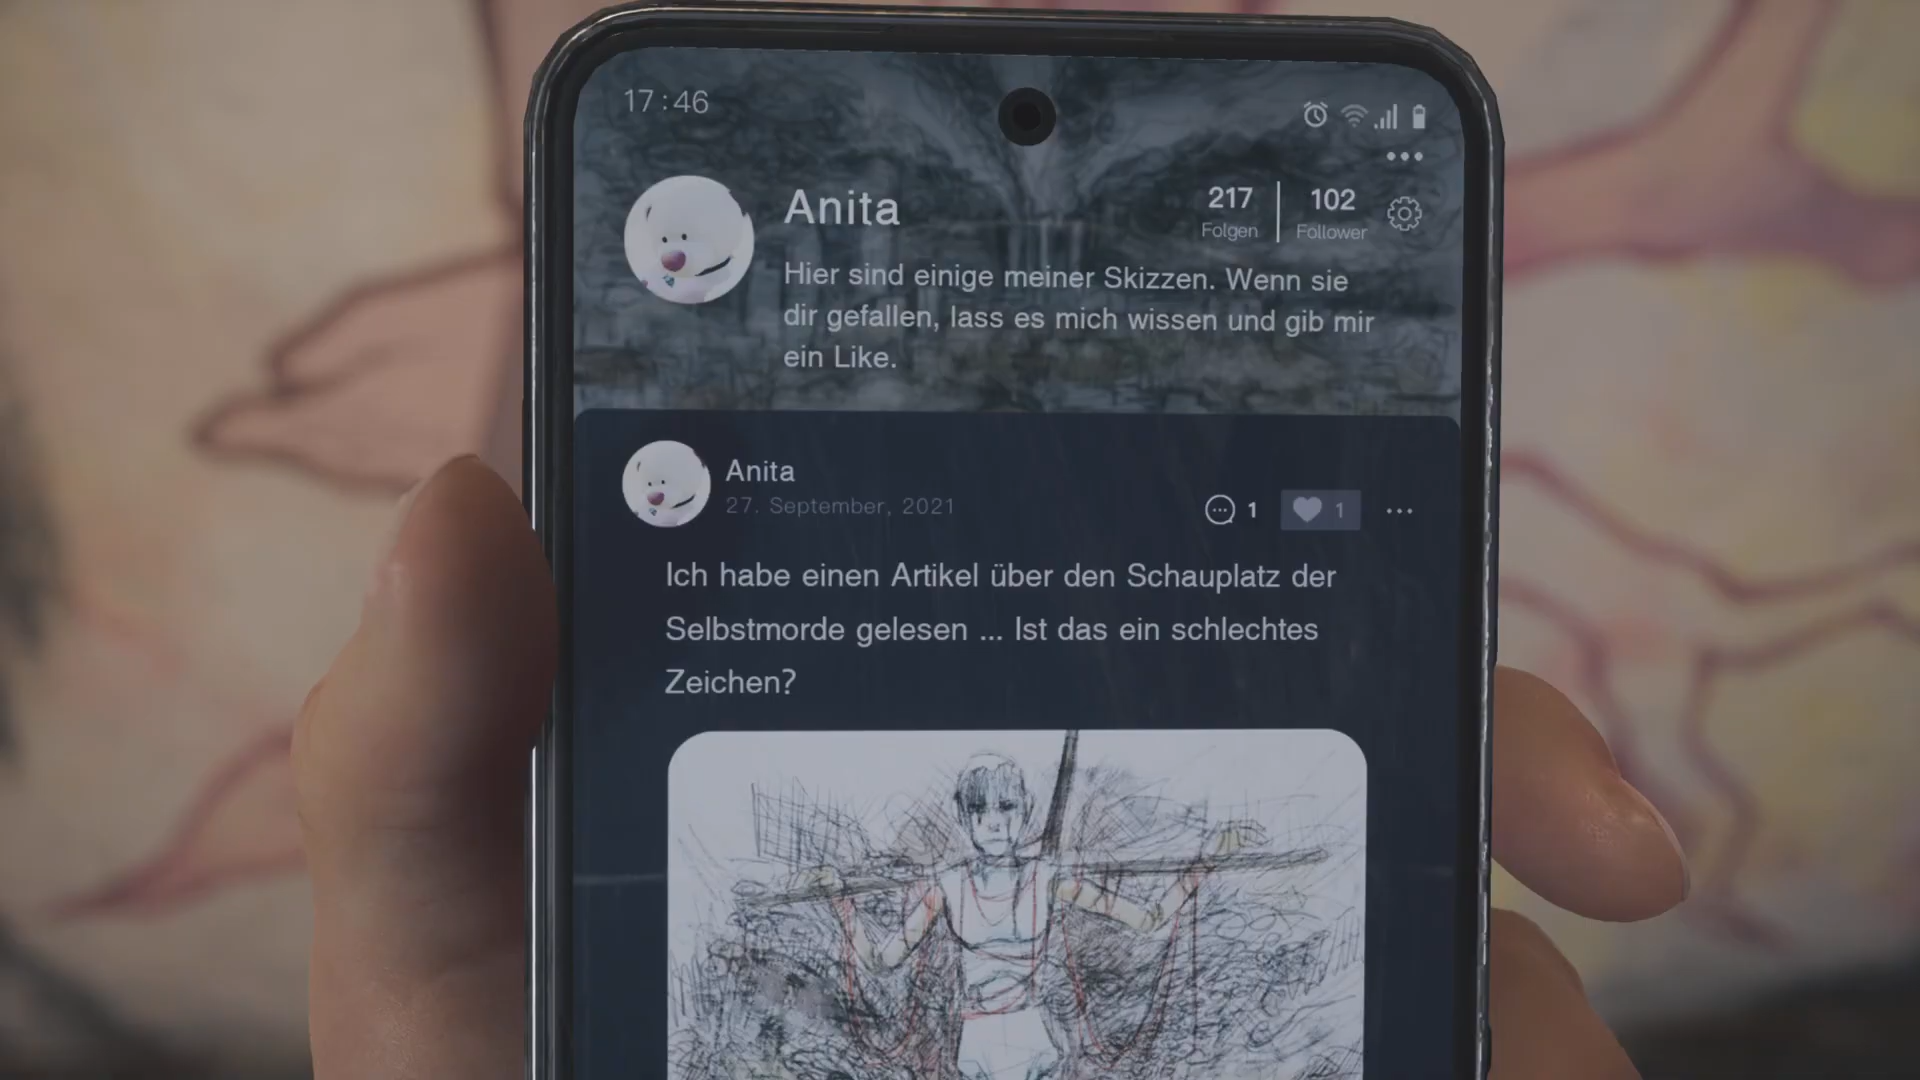 17:46
Anita
217
Folgen
102
Follower
Hier sind einige meiner Skizzen. Wenn sie
dir gefallen, lass es mich wissen und gib mir
ein Like.
Anita
27. September, 2021
1
1
Ich habe einen Artikel über den Schauplatz der
Selbstmorde gelesen ... Ist das ein schlechtes
Zeichen?